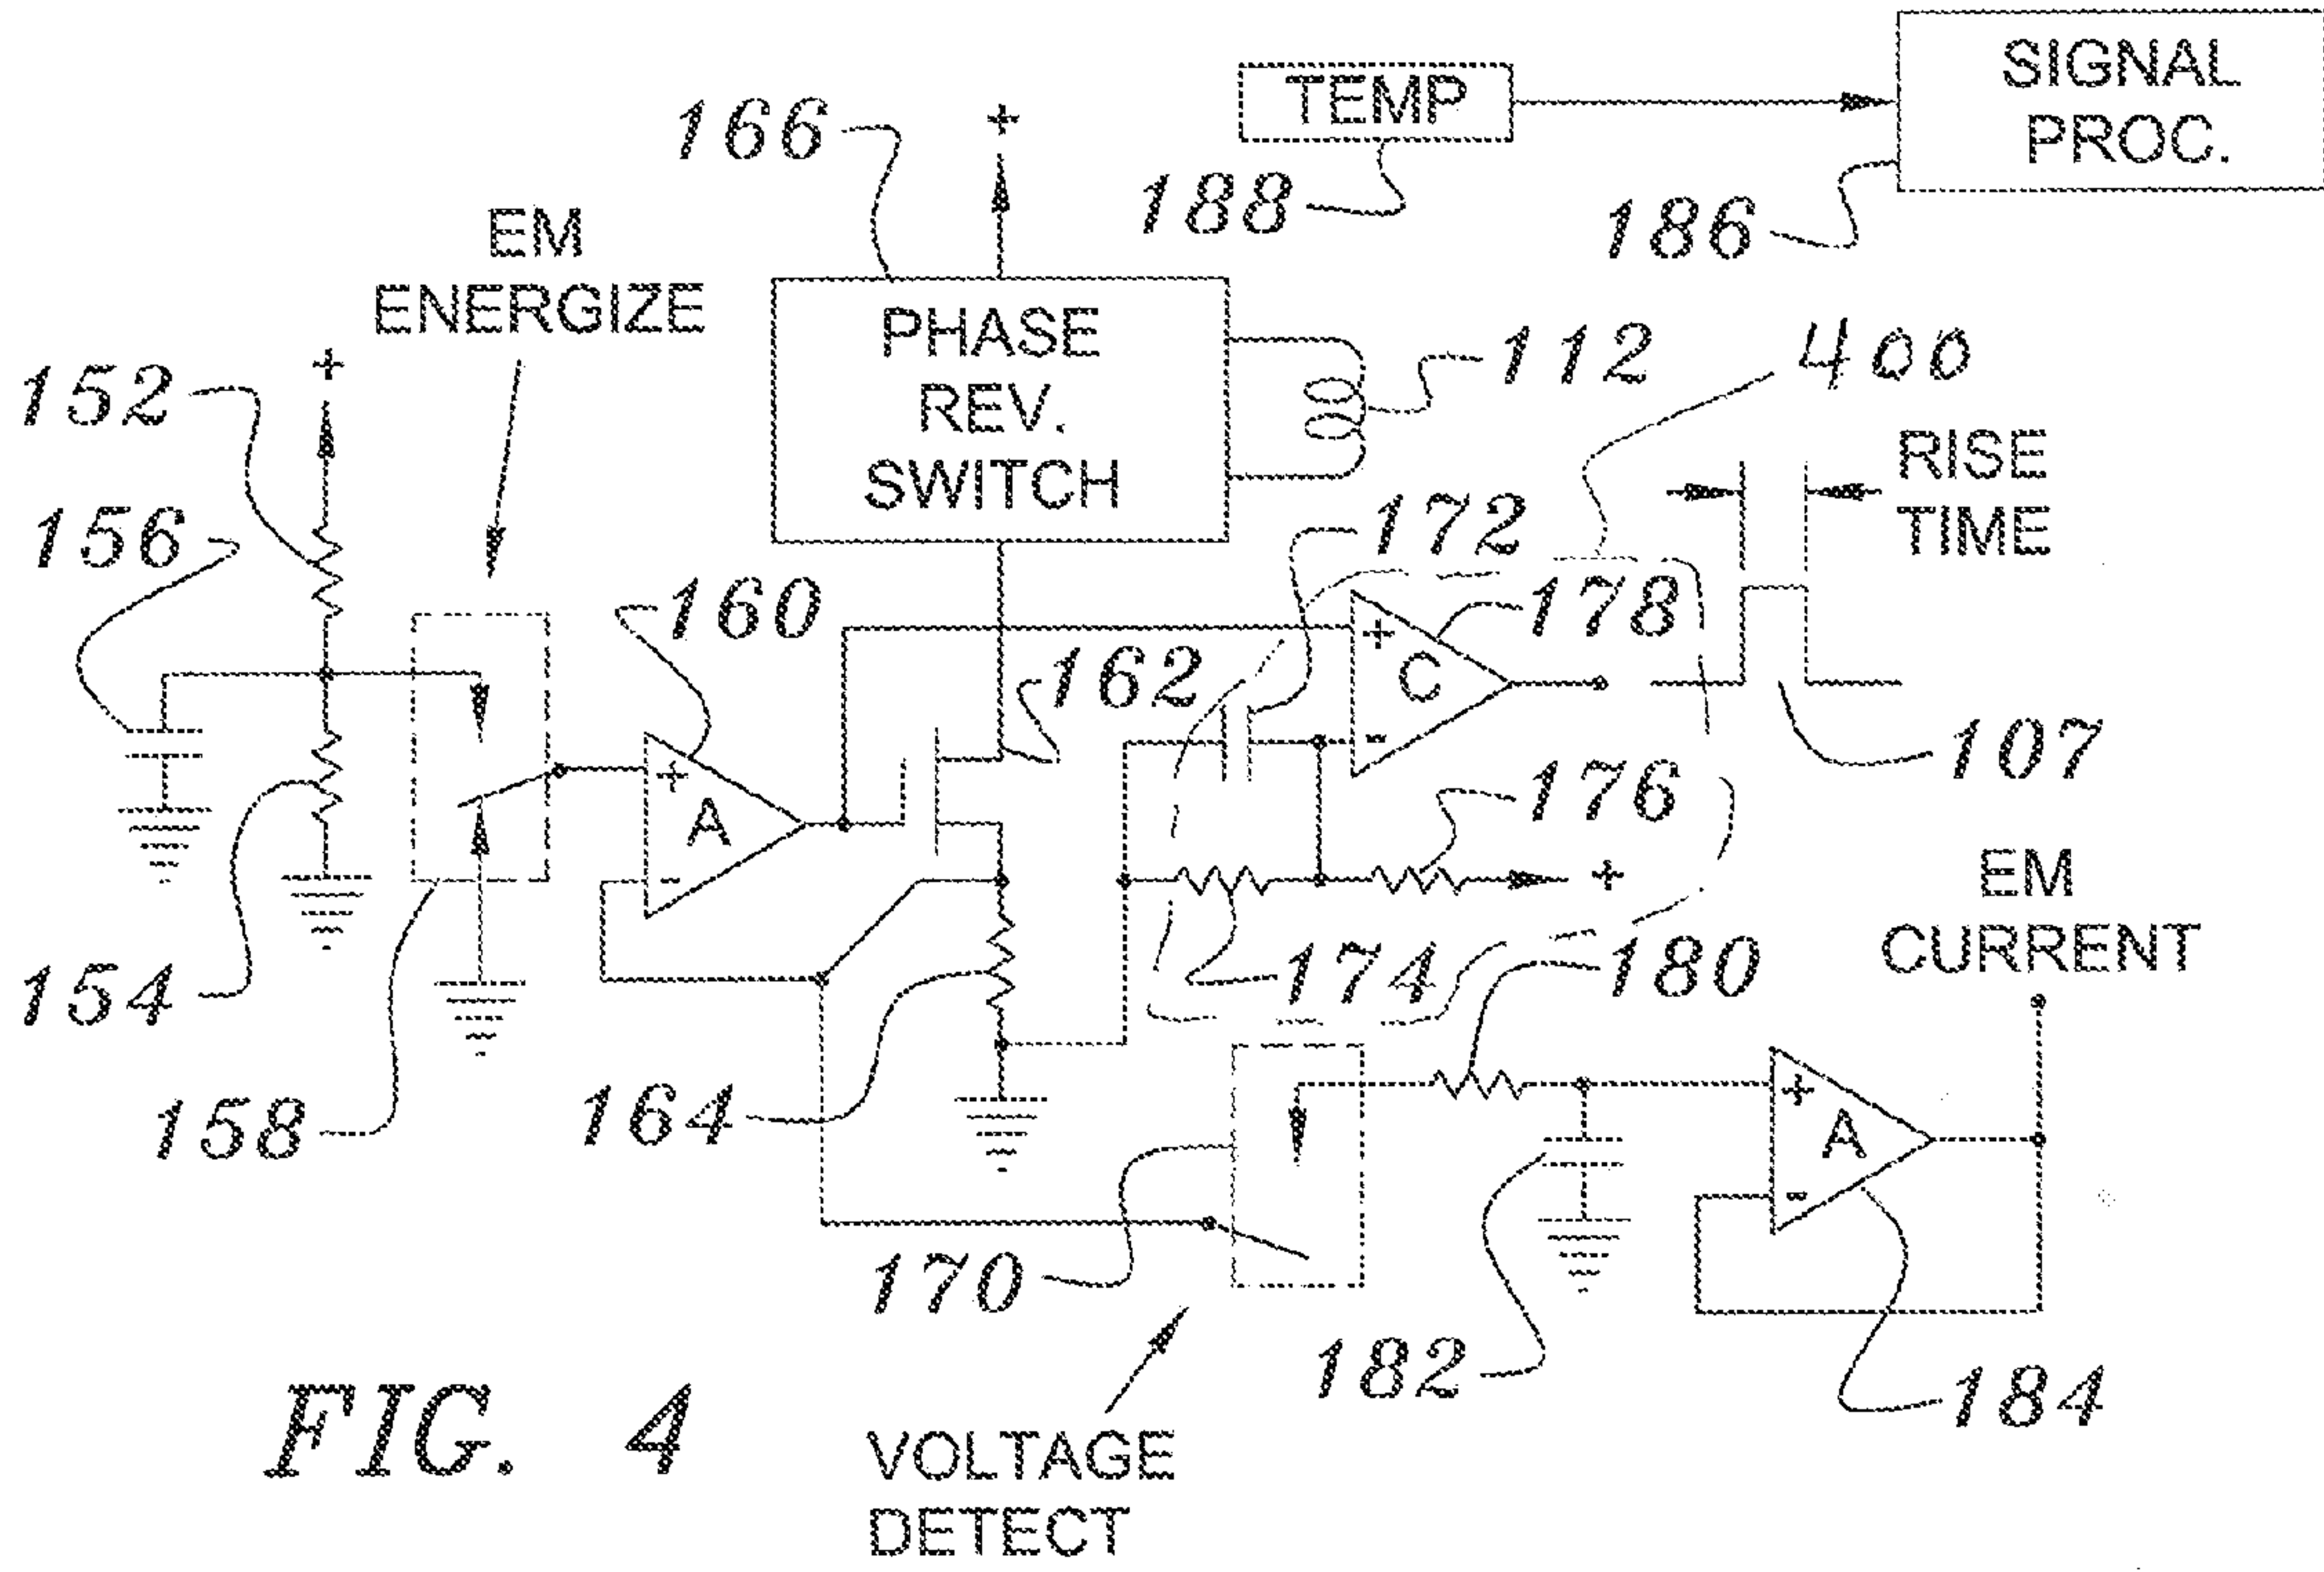 SIGNAL
PROC.
TEMP
166
+
188
186
EM
ENERGIZE
PHASE
REV.
SWITCH
112
400
152
+
RISE
TIME
156
172
160
178
+
C
-
162
107
+
A
-
176
+
EM
CURRENT
154
174
180
158
164
+
A
-
170
182
184
FIG. 4
VOLTAGE
DETECT